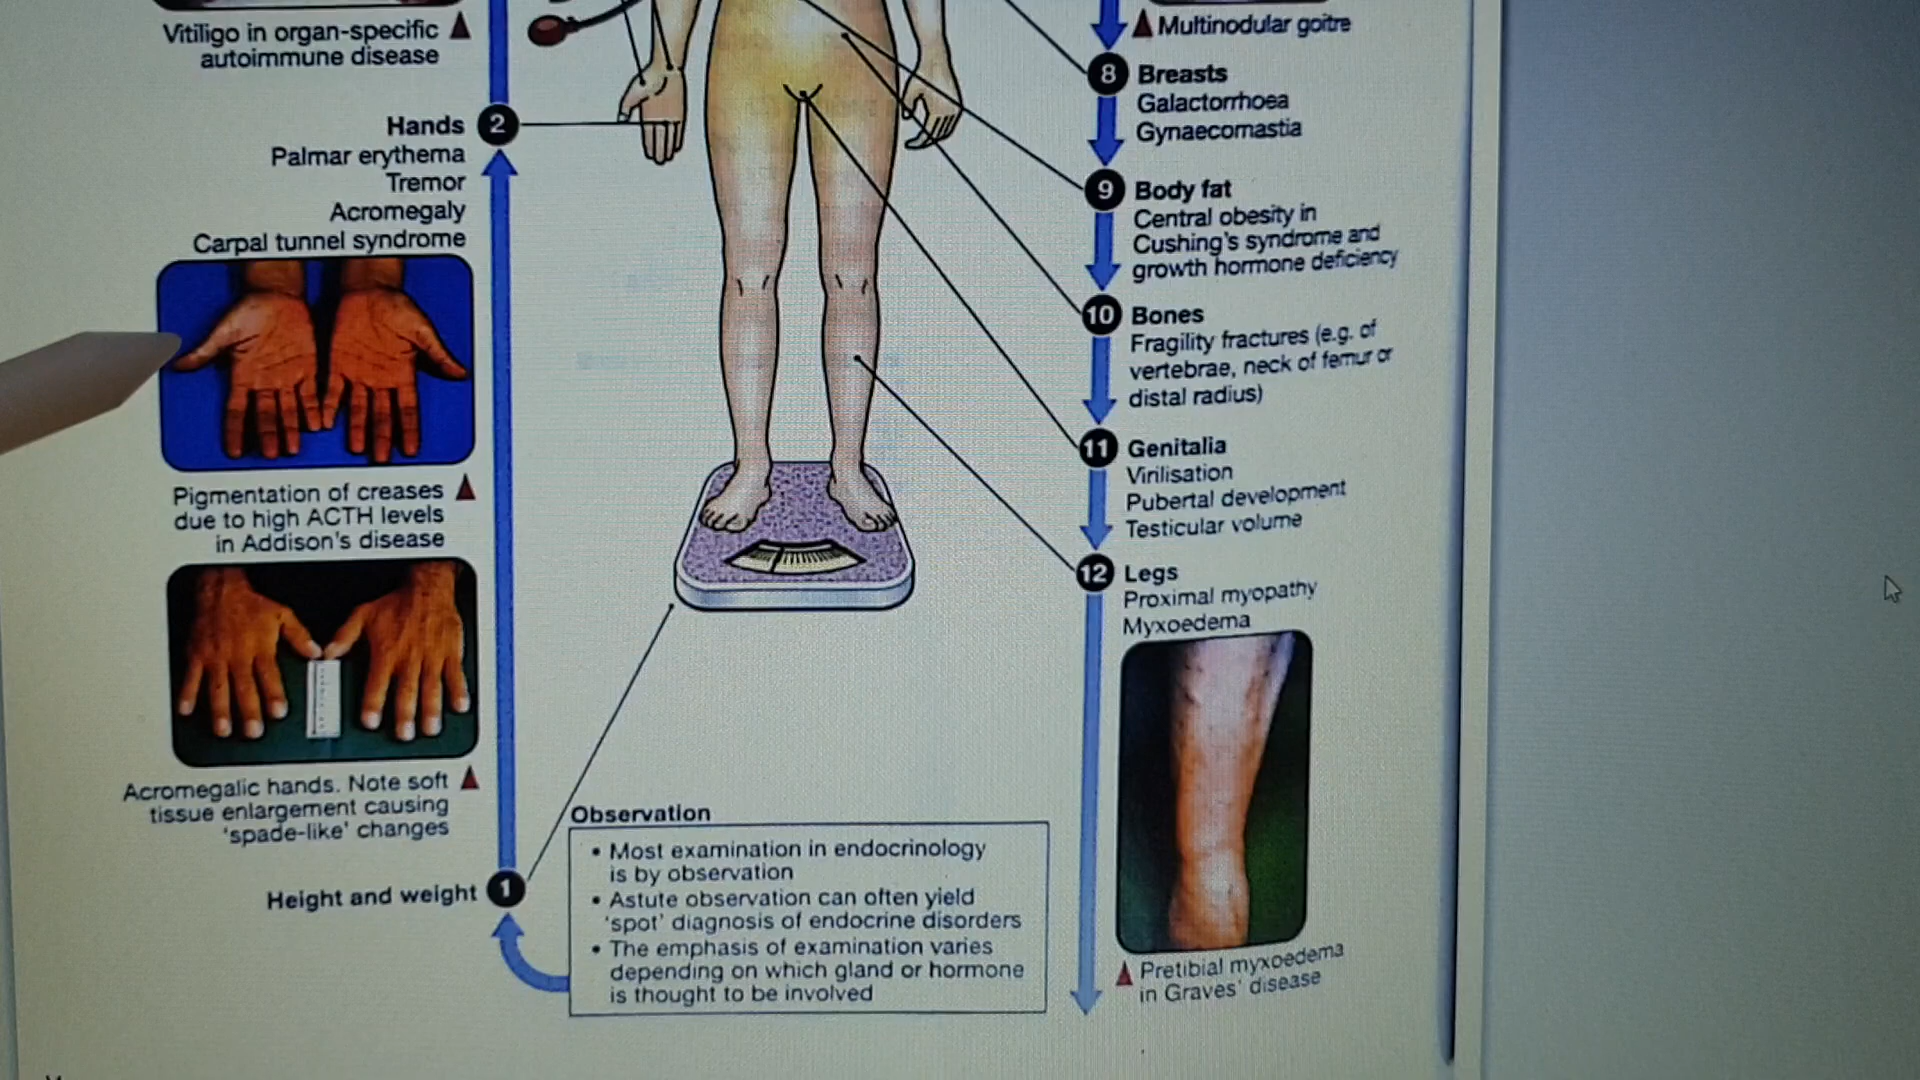 Vitiligo in organ-specific
autoimmune disease
2
Hands
Palmar erythema
Tremor
Acromegaly
Carpal tunnel syndrome
Pigmentation of creases
due to high ACTH levels
in Addison's disease
Acromegalic hands. Note soft
tissue enlargement causing
'spade-like' changes
Height and weight 1
Observation
• Most examination in endocrinology
is by observation
• Astute observation can often yield
'spot' diagnosis of endocrine disorders
• The emphasis of examination varies
depending on which gland or hormone
is thought to be involved
Multinodular goitre
8 Breasts
Galactorrhoea
Gynaecomastia
9 Body fat
Central obesity in
Cushing's syndrome and
growth hormone deficiency
10 Bones
Fragility fractures (e.g. of
vertebrae, neck of femur or
distal radius)
11 Genitalia
Virilisation
Pubertal development
Testicular volume
12 Legs
Proximal myopathy
Myxoedema
Pretibial myxoedema
in Graves' disease